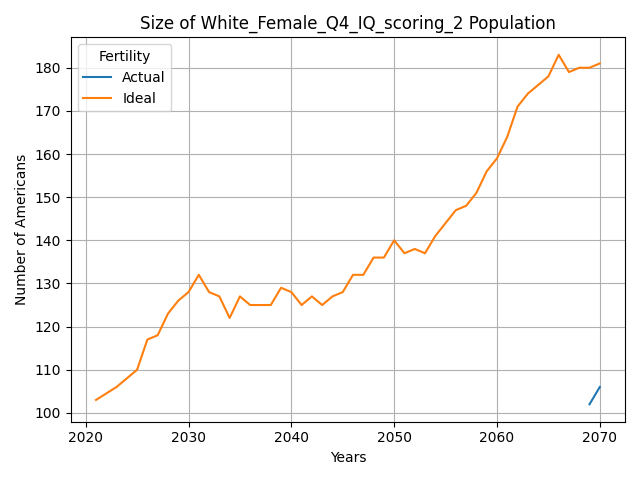 Size of White_Female_Q4_IQ_scoring_2 Population
Fertility
Actual
Ideal
Number of Americans
180
170
160
150
140
130
120
110
100
2020 2030 2040 2050 2060 2070
Years